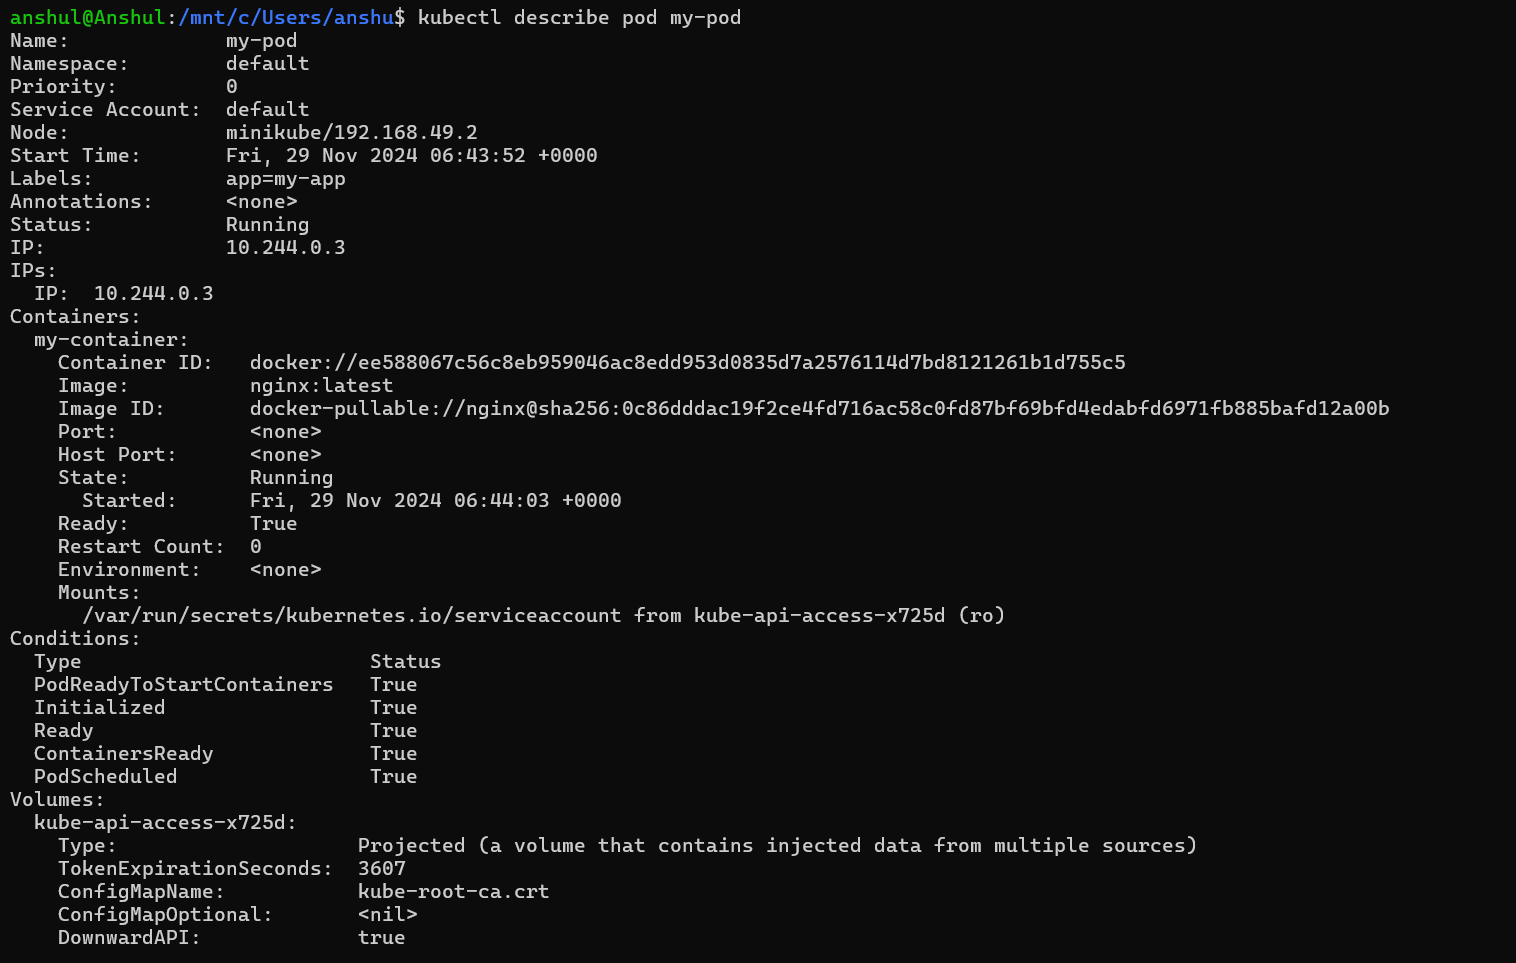 anshul@Anshul:/mnt/c/Users/anshu$ kubectl describe pod my-pod
Name:             my-pod
Namespace:        default
Priority:         0
Service Account:  default
Node:             minikube/192.168.49.2
Start Time:       Fri, 29 Nov 2024 06:43:52 +0000
Labels:           app=my-app
Annotations:      <none>
Status:           Running
IP:               10.244.0.3
IPs:
  IP:  10.244.0.3
Containers:
  my-container:
    Container ID:   docker://ee588067c56c8eb959046ac8edd953d0835d7a2576114d7bd8121261b1d755c5
    Image:          nginx:latest
    Image ID:       docker-pullable://nginx@sha256:0c86dddac19f2ce4fd716ac58c0fd87bf69bfd4edabfd6971fb885bafd12a00b
    Port:           <none>
    Host Port:      <none>
    State:          Running
      Started:      Fri, 29 Nov 2024 06:44:03 +0000
    Ready:          True
    Restart Count:  0
    Environment:    <none>
    Mounts:
      /var/run/secrets/kubernetes.io/serviceaccount from kube-api-access-x725d (ro)
Conditions:
  Type                        Status
  PodReadyToStartContainers   True
  Initialized                 True
  Ready                       True
  ContainersReady             True
  PodScheduled                True
Volumes:
  kube-api-access-x725d:
    Type:                    Projected (a volume that contains injected data from multiple sources)
    TokenExpirationSeconds:  3607
    ConfigMapName:           kube-root-ca.crt
    ConfigMapOptional:       <nil>
    DownwardAPI:             true